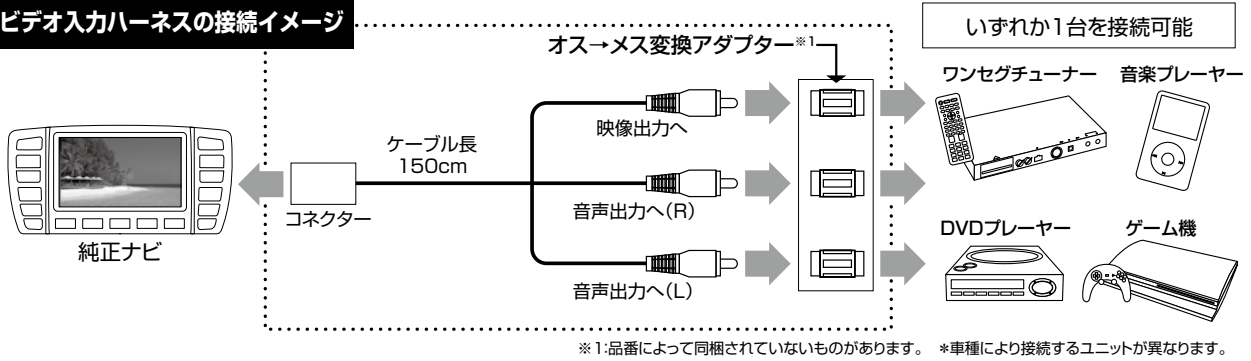 ビデオ入力ハーネスの接続イメージ
オス→メス変換アダプター※1
いずれか1台を接続可能
ワンセグチューナー
音楽プレーヤー
映像出力へ
ケーブル長
150cm
コネクター
音声出力へ(R)
純正ナビ
DVDプレーヤー
ゲーム機
音声出力へ(L)
※1:品番によって同梱されていないものがあります。 *車種により接続するユニットが異なります。